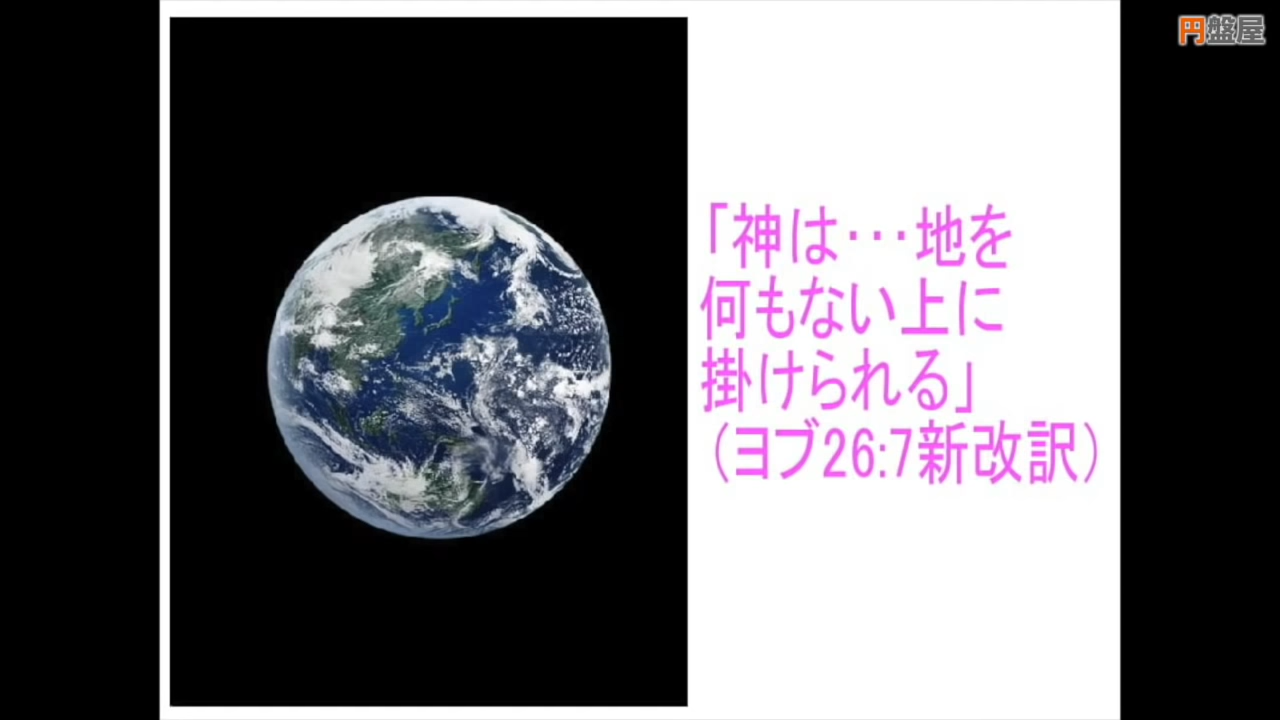 円盤屋
「神は･･･地を
何もない上に
掛けられる」
（ヨブ26:7新改訳）